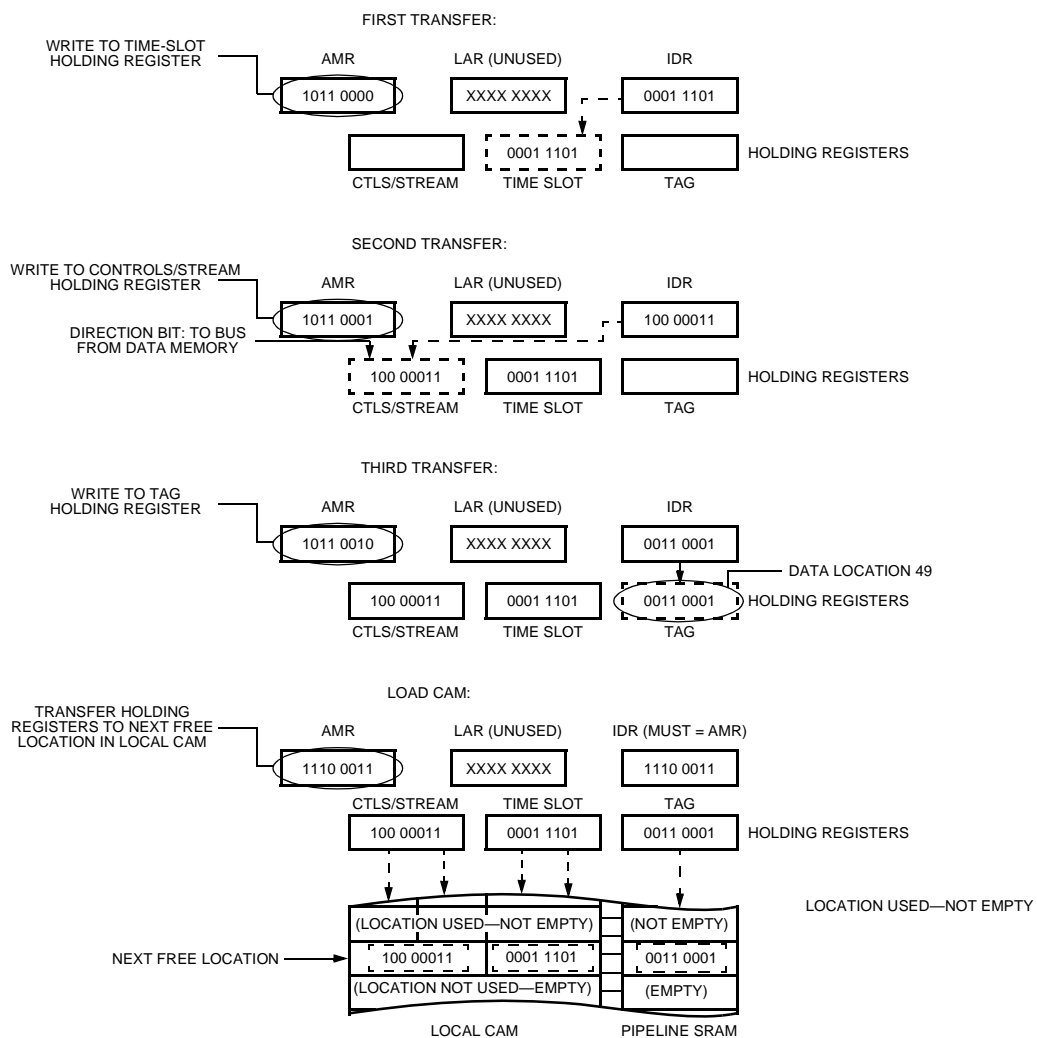 FIRST TRANSFER:
WRITE TO TIME-SLOT
HOLDING REGISTER
AMR
LAR (UNUSED)
IDR
1011 0000
XXXX XXXX
0001 1101
0001 1101
HOLDING REGISTERS
CTLS/STREAM
TIME SLOT
TAG
SECOND TRANSFER:
WRITE TO CONTROLS/STREAM
HOLDING REGISTER
AMR
LAR (UNUSED)
IDR
1011 0001
XXXX XXXX
100 00011
DIRECTION BIT: TO BUS
FROM DATA MEMORY
100 00011
0001 1101
HOLDING REGISTERS
CTLS/STREAM
TIME SLOT
TAG
THIRD TRANSFER:
WRITE TO TAG
HOLDING REGISTER
AMR
LAR (UNUSED)
IDR
1011 0010
XXXX XXXX
0011 0001
DATA LOCATION 49
100 00011
0001 1101
0011 0001
HOLDING REGISTERS
CTLS/STREAM
TIME SLOT
TAG
LOAD CAM:
TRANSFER HOLDING
REGISTERS TO NEXT FREE
LOCATION IN LOCAL CAM
AMR
LAR (UNUSED)
IDR (MUST = AMR)
1110 0011
XXXX XXXX
1110 0011
CTLS/STREAM
TIME SLOT
TAG
100 00011
0001 1101
0011 0001
HOLDING REGISTERS
LOCATION USED—NOT EMPTY
(LOCATION USED—NOT EMPTY)
(NOT EMPTY)
NEXT FREE LOCATION
100 00011
0001 1101
0011 0001
(LOCATION NOT USED—EMPTY)
(EMPTY)
LOCAL CAM
PIPELINE SRAM